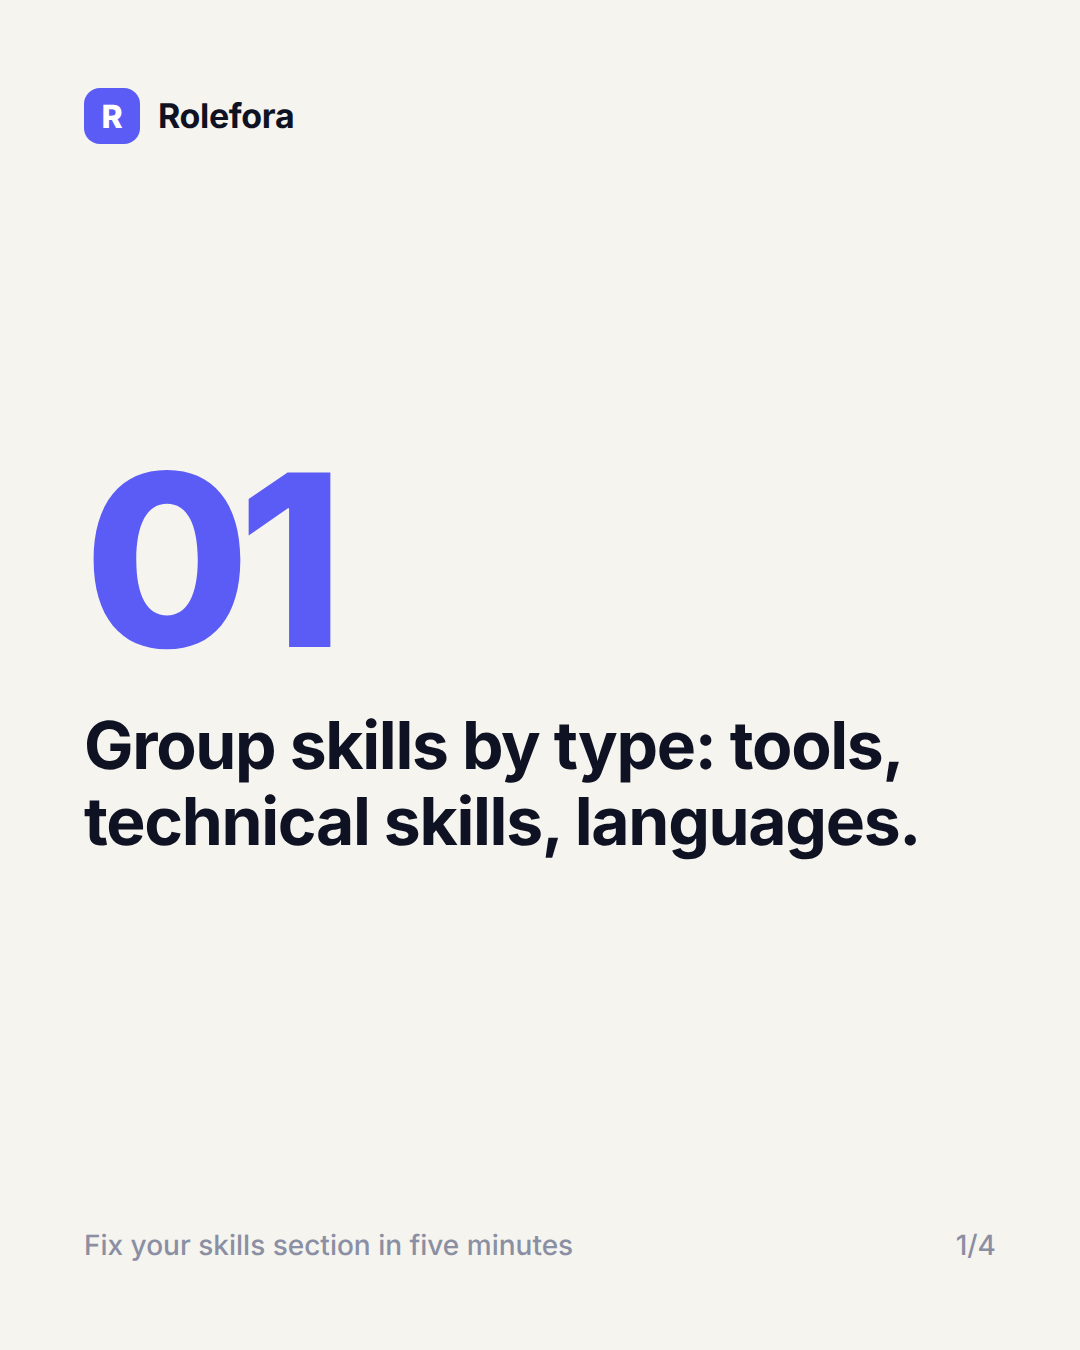 R Rolefora
01
Group skills by type: tools,
technical skills, languages.
Fix your skills section in five minutes 1/4